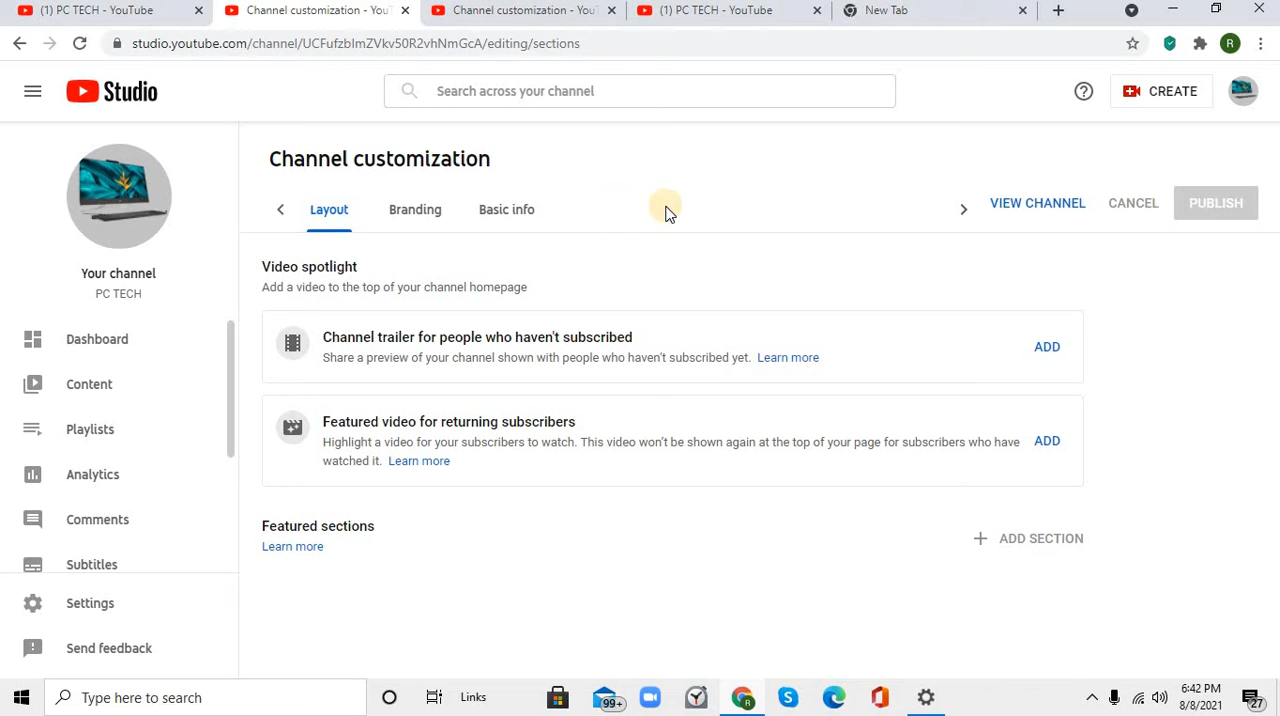 (1) PC TECH - YouTube
Channel customization - You
Channel customization - YouT
(1) PC TECH - YouTube
New Tab
studio.youtube.com/channel/UCFufzbImZVkv50R2vhNmGcA/editing/sections
R
Studio
Search across your channel
CREATE
Channel customization
Layout
Branding
Basic info
VIEW CHANNEL
CANCEL
PUBLISH
Your channel
PC TECH
Dashboard
Content
Playlists
Analytics
Comments
Subtitles
Settings
Send feedback
Video spotlight
Add a video to the top of your channel homepage
Channel trailer for people who haven't subscribed
Share a preview of your channel shown with people who haven't subscribed yet. Learn more
ADD
Featured video for returning subscribers
Highlight a video for your subscribers to watch. This video won't be shown again at the top of your page for subscribers who have
watched it. Learn more
ADD
Featured sections
Learn more
ADD SECTION
Type here to search
Links
99+
R
6:42 PM
8/8/2021
27